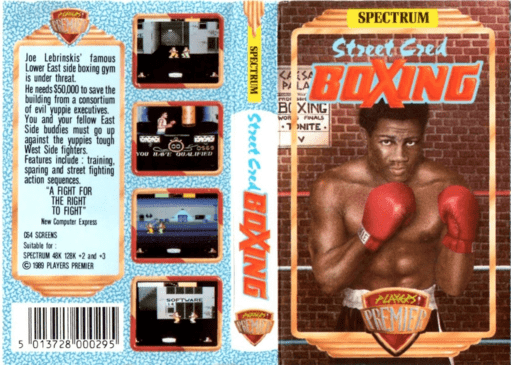 PLAYERS
PREMIER
Joe Lebrinskis' famous
Lower East side boxing gym
is under threat.
He needs $50,000 to save the
building from a consortium
of evil yuppie executives.
You and your fellow East
Side buddies must go up
against the yuppies tough
West Side fighters.
Features include : training,
sparing and street fighting
action sequences.
"A FIGHT FOR
THE RIGHT
TO FIGHT"
New Computer Express
C64 SCREENS
Suitable for :
SPECTRUM 48K 128K +2 and +3
© 1989 PLAYERS PREMIER
5 013728 000295
YOU HAVE QUALIFIED
SOFTWARE
SPECTRUM
Street Cred
BOXING
PLAYERS
PREMIER
SPECTRUM
Street Cred
BOXING
BOXING
TONITE
PLAYERS
PREMIER